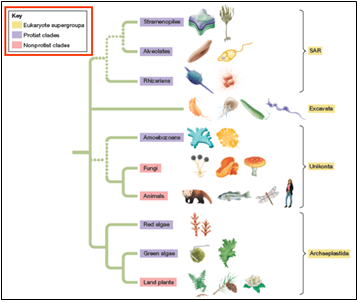 Key
Eukaryote supergroups
Protist clades
Nonprotist clades
Stramenopiles
Alveolates
SAR
Rhizarians
Excavata
Amoebozoans
Fungi
Unikonta
Animals
Red algae
Green algae
Archaeplastida
Land plants